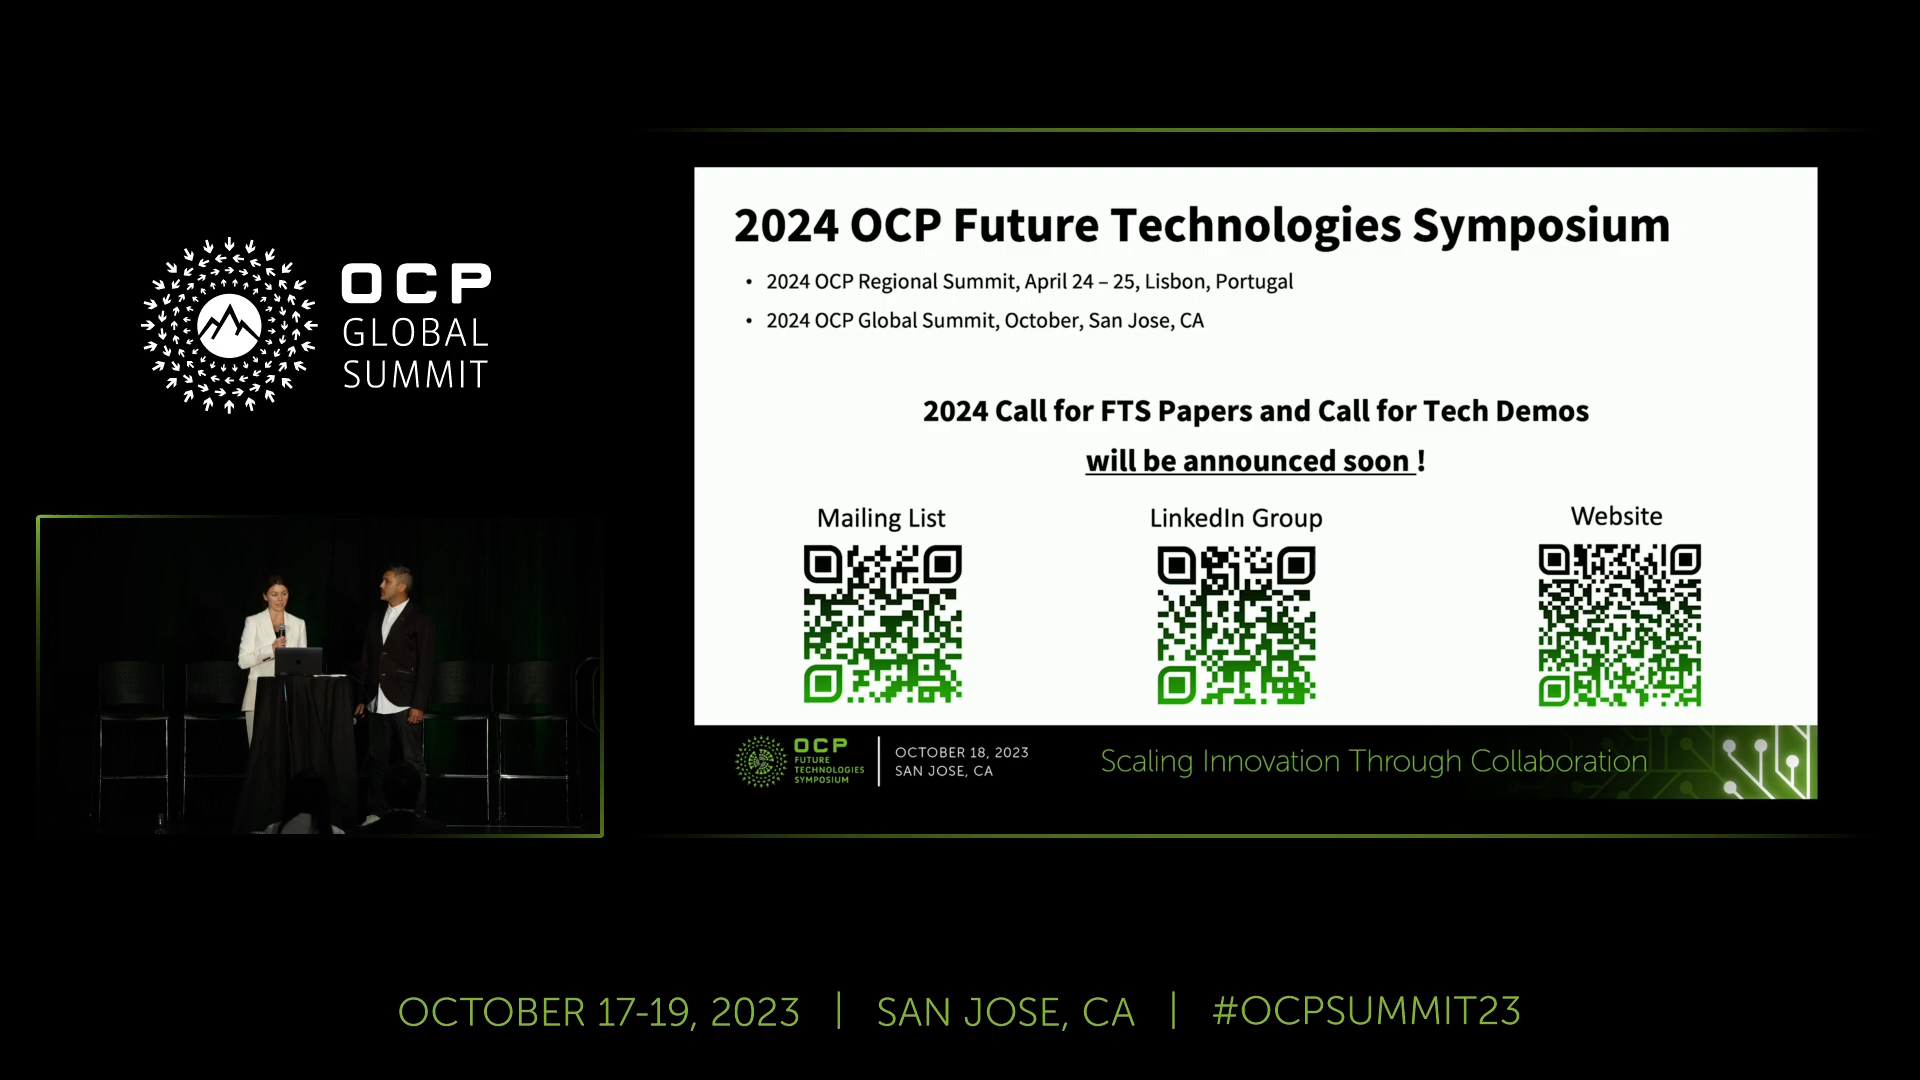 OCP
GLOBAL
SUMMIT
2024 OCP Future Technologies Symposium
• 2024 OCP Regional Summit, April 24 – 25, Lisbon, Portugal
• 2024 OCP Global Summit, October, San Jose, CA
2024 Call for FTS Papers and Call for Tech Demos
will be announced soon !
Mailing List
LinkedIn Group
Website
OCP
FUTURE
TECHNOLOGIES
SYMPOSIUM
OCTOBER 18, 2023
SAN JOSE, CA
Scaling Innovation Through Collaboration
OCTOBER 17-19, 2023 | SAN JOSE, CA | #OCPSUMMIT23